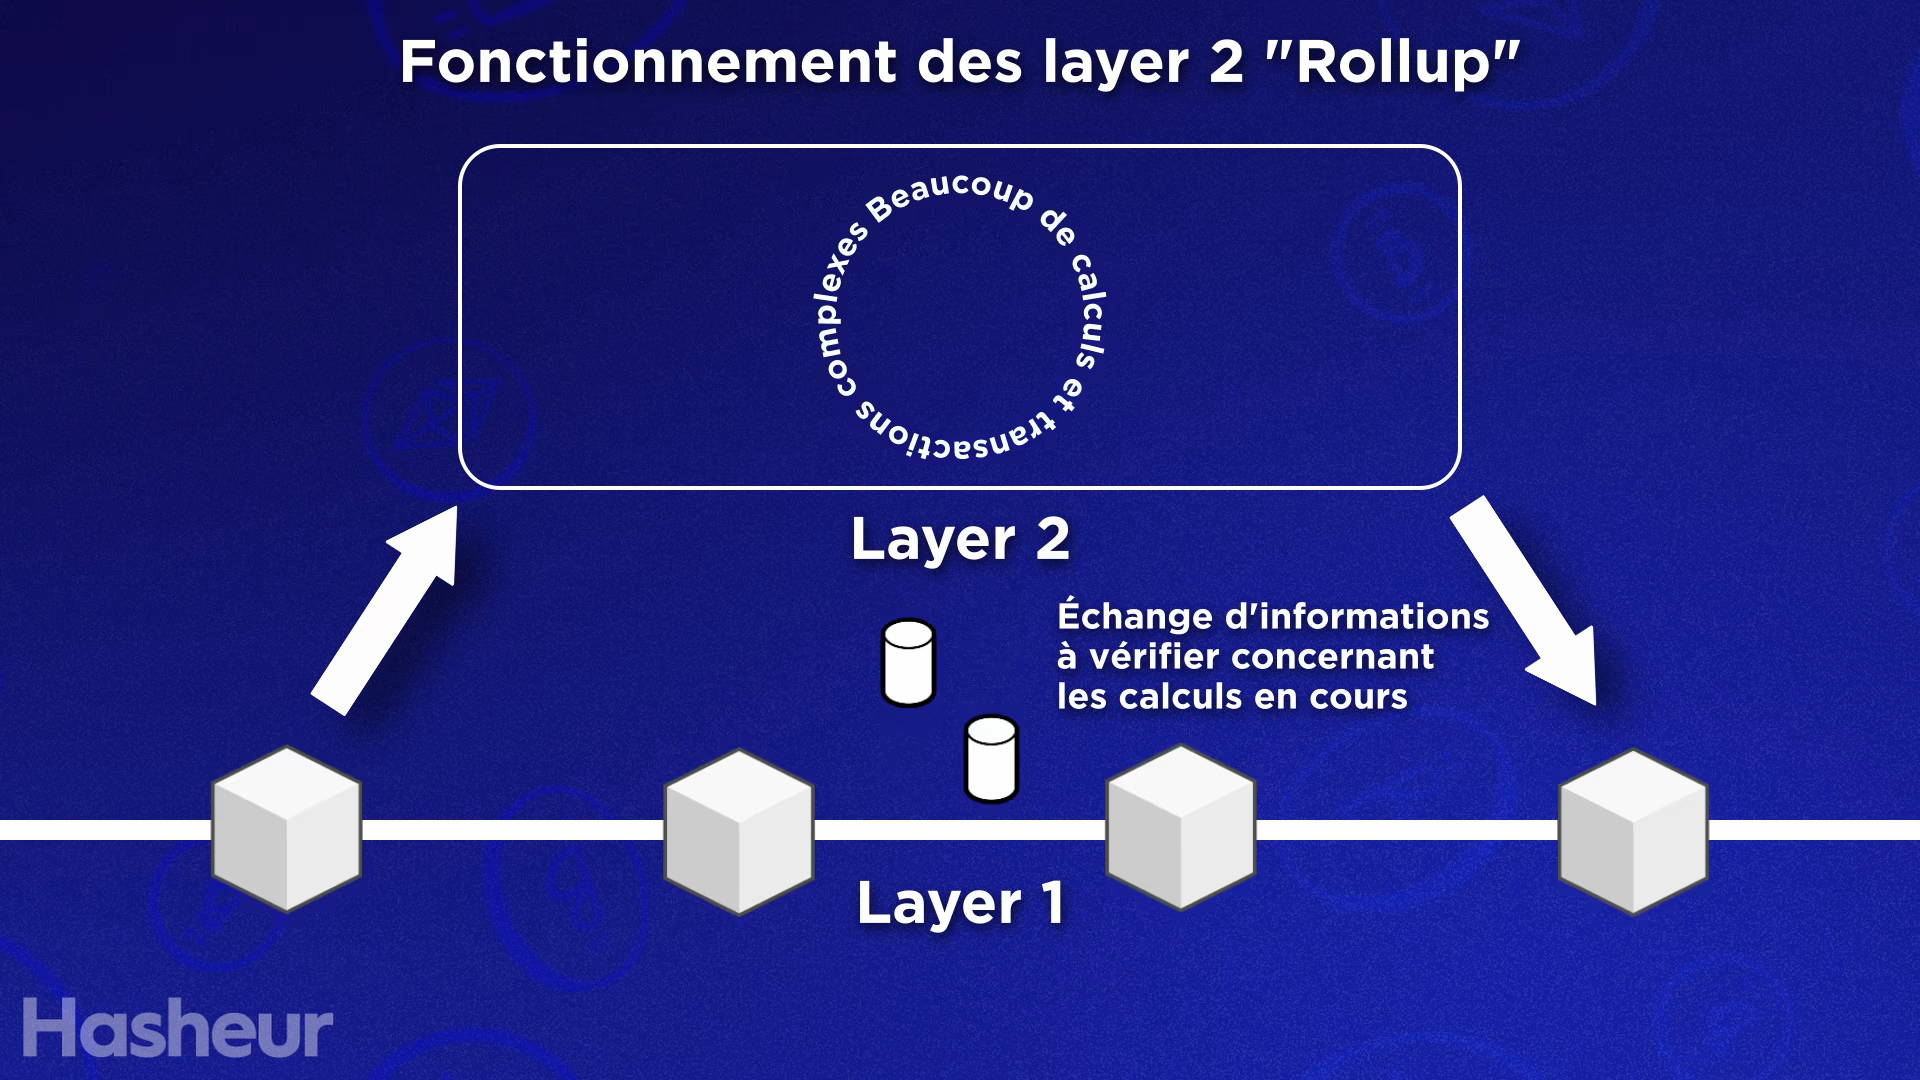 Fonctionnement des layer 2 "Rollup"
Beaucoup de calculs et transactions complexes
Layer 2
Échange d'informations
à vérifier concernant
les calculs en cours
Layer 1
Hasheur